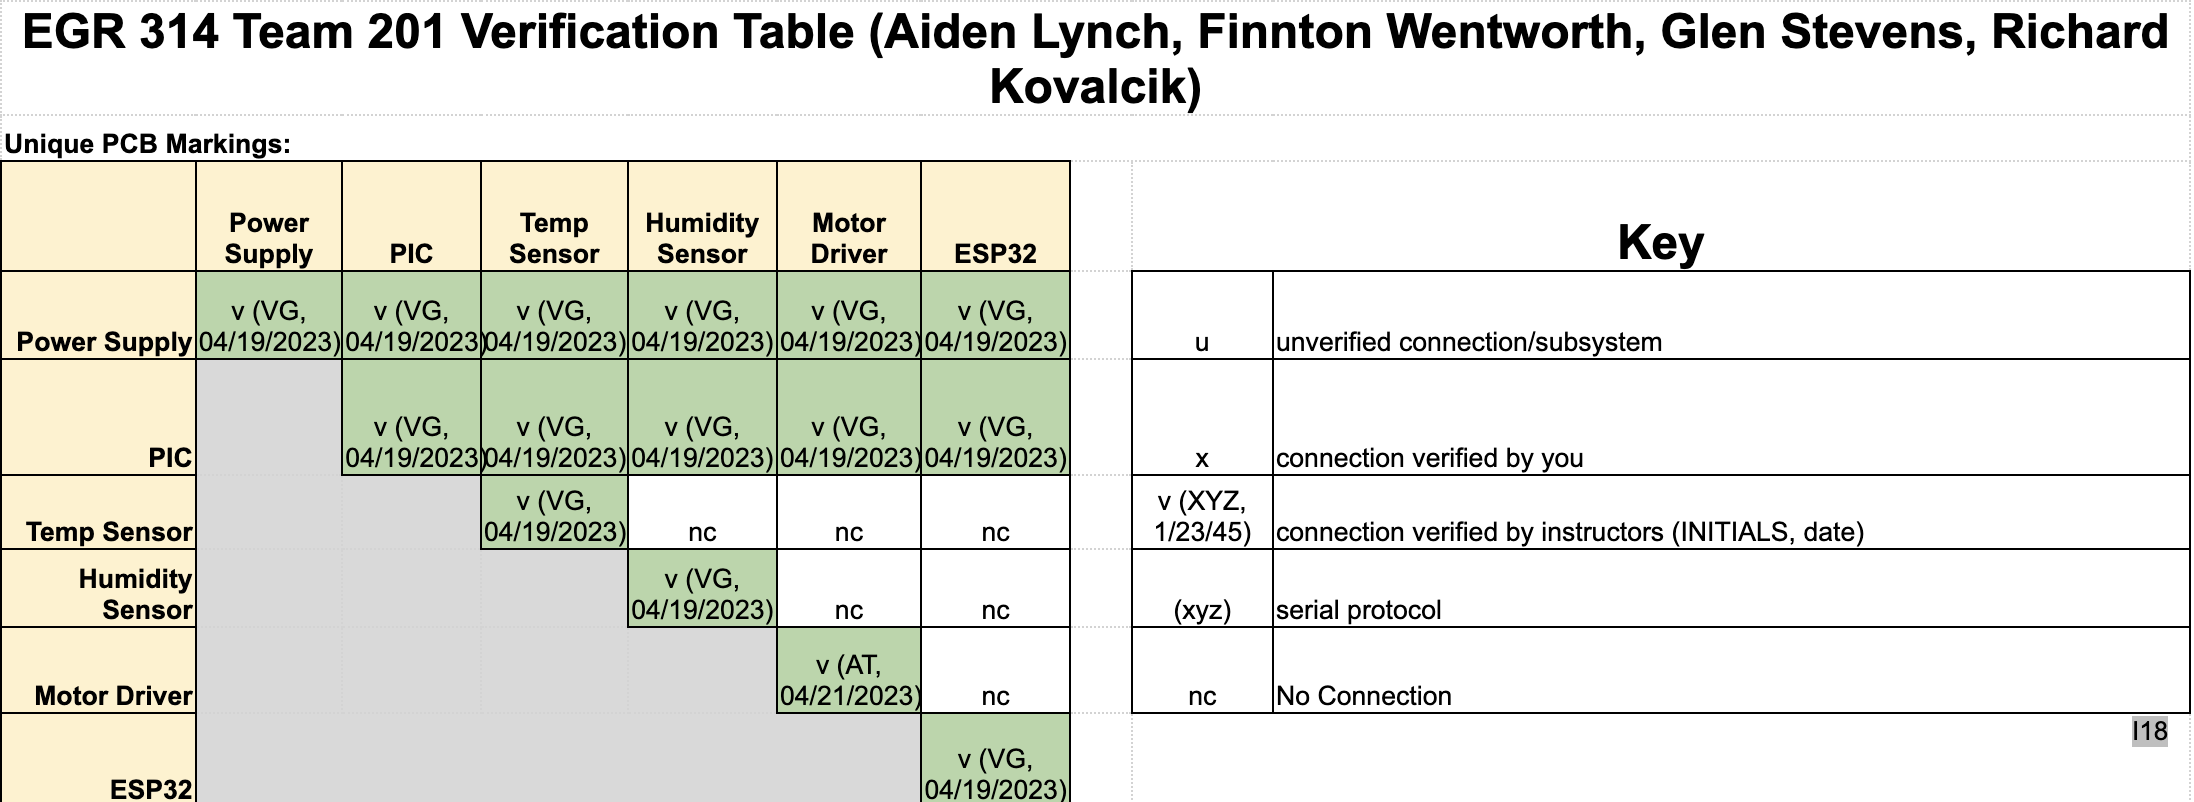 EGR 314 Team 201 Verification Table (Aiden Lynch, Finnton Wentworth, Glen Stevens, Richard
Kovalcik)
Unique PCB Markings:
Power Supply PIC Temp Sensor Humidity Sensor Motor Driver ESP32 Key
Power Supply v (VG, 04/19/2023) v (VG, 04/19/2023) v (VG, 04/19/2023) v (VG, 04/19/2023) v (VG, 04/19/2023) v (VG, 04/19/2023) u unverified connection/subsystem
PIC v (VG, 04/19/2023) v (VG, 04/19/2023) v (VG, 04/19/2023) v (VG, 04/19/2023) v (VG, 04/19/2023) x connection verified by you
Temp Sensor v (VG, 04/19/2023) nc nc nc v (XYZ, 1/23/45) connection verified by instructors (INITIALS, date)
Humidity Sensor v (VG, 04/19/2023) nc nc (xyz) serial protocol
Motor Driver v (AT, 04/21/2023) nc nc No Connection
I18
ESP32 v (VG, 04/19/2023)